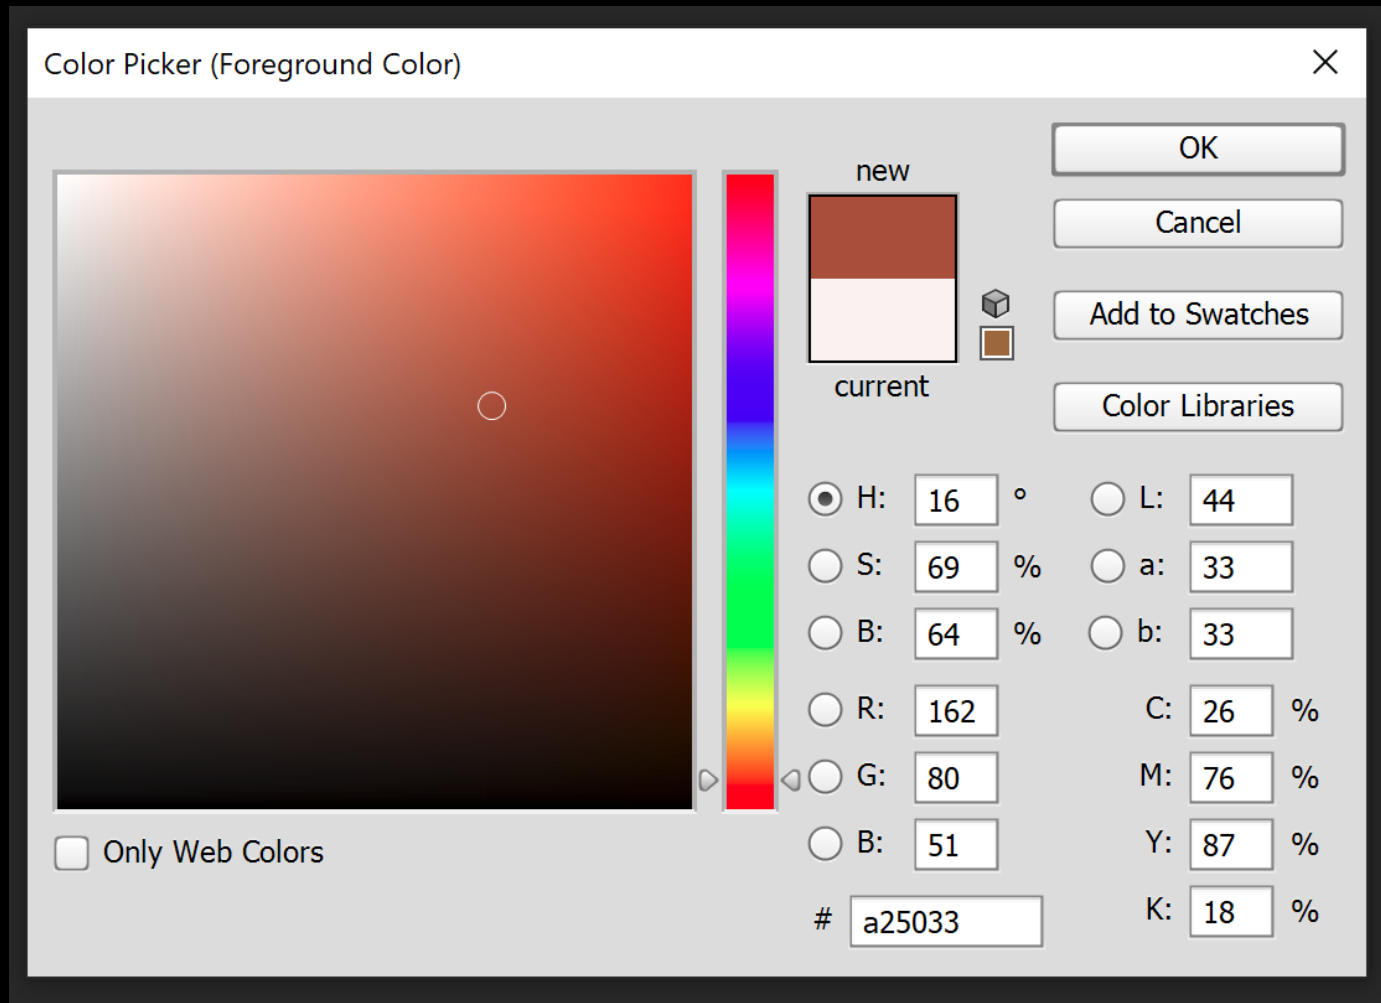 Color Picker (Foreground Color)
new
current
OK
Cancel
Add to Swatches
Color Libraries
H: 16 °
S: 69 %
B: 64 %
R: 162
G: 80
B: 51
# a25033
L: 44
a: 33
b: 33
C: 26 %
M: 76 %
Y: 87 %
K: 18 %
Only Web Colors